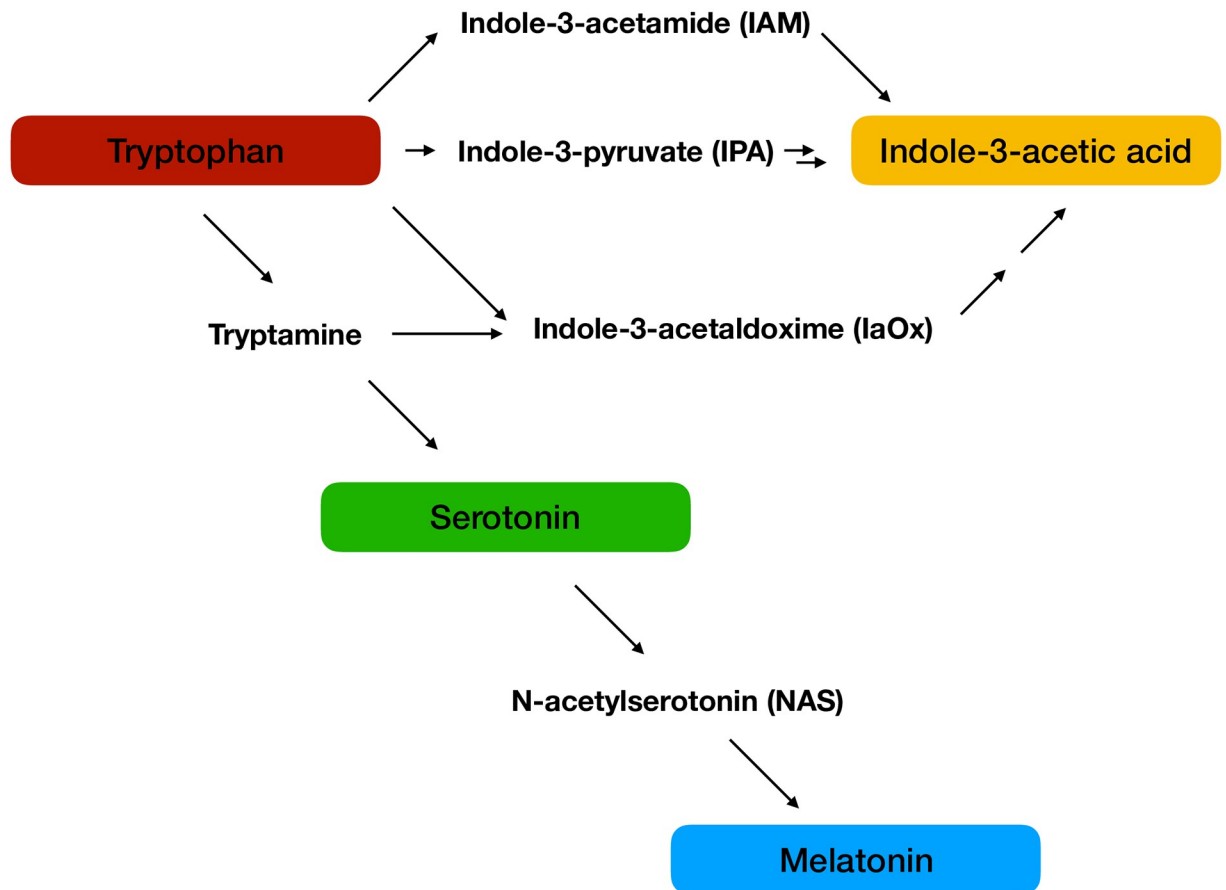 Indole-3-acetamide (IAM)
Tryptophan
Indole-3-pyruvate (IPA)
Indole-3-acetic acid
Tryptamine
Indole-3-acetaldoxime (IaOx)
Serotonin
N-acetylserotonin (NAS)
Melatonin